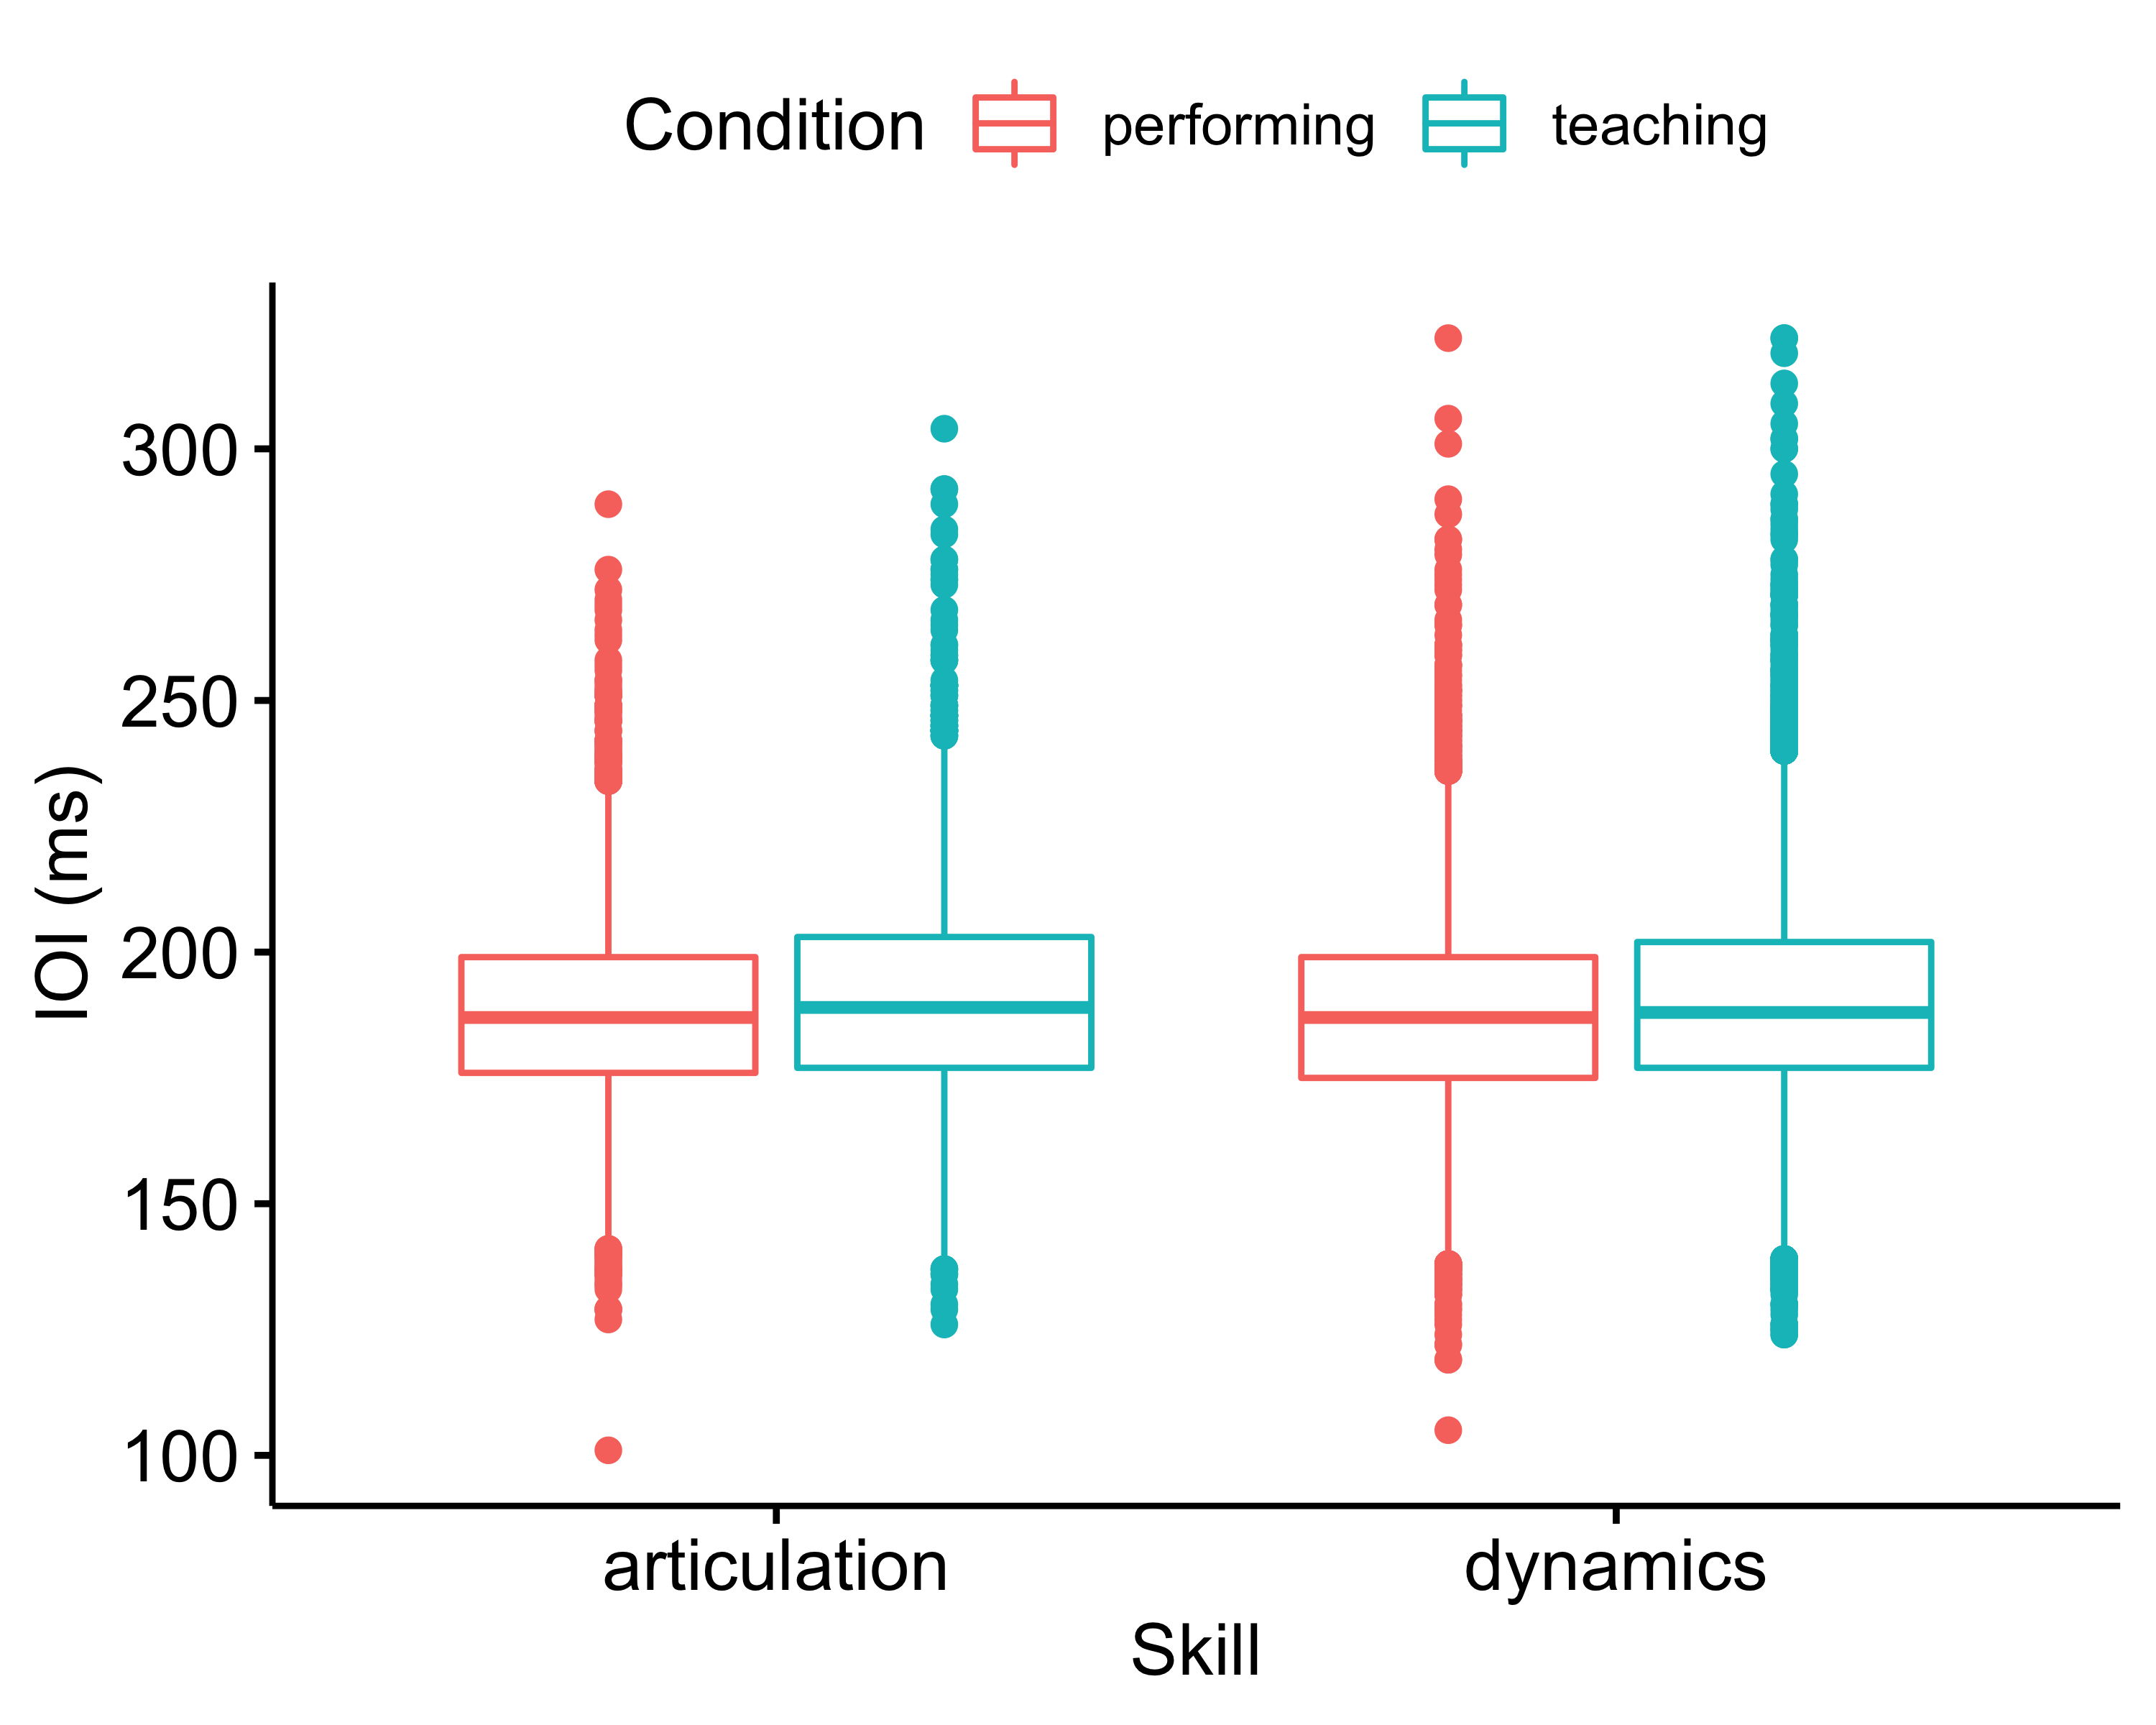 Condition performing teaching
300
250
200
150
100
IOI (ms)
articulation dynamics
Skill